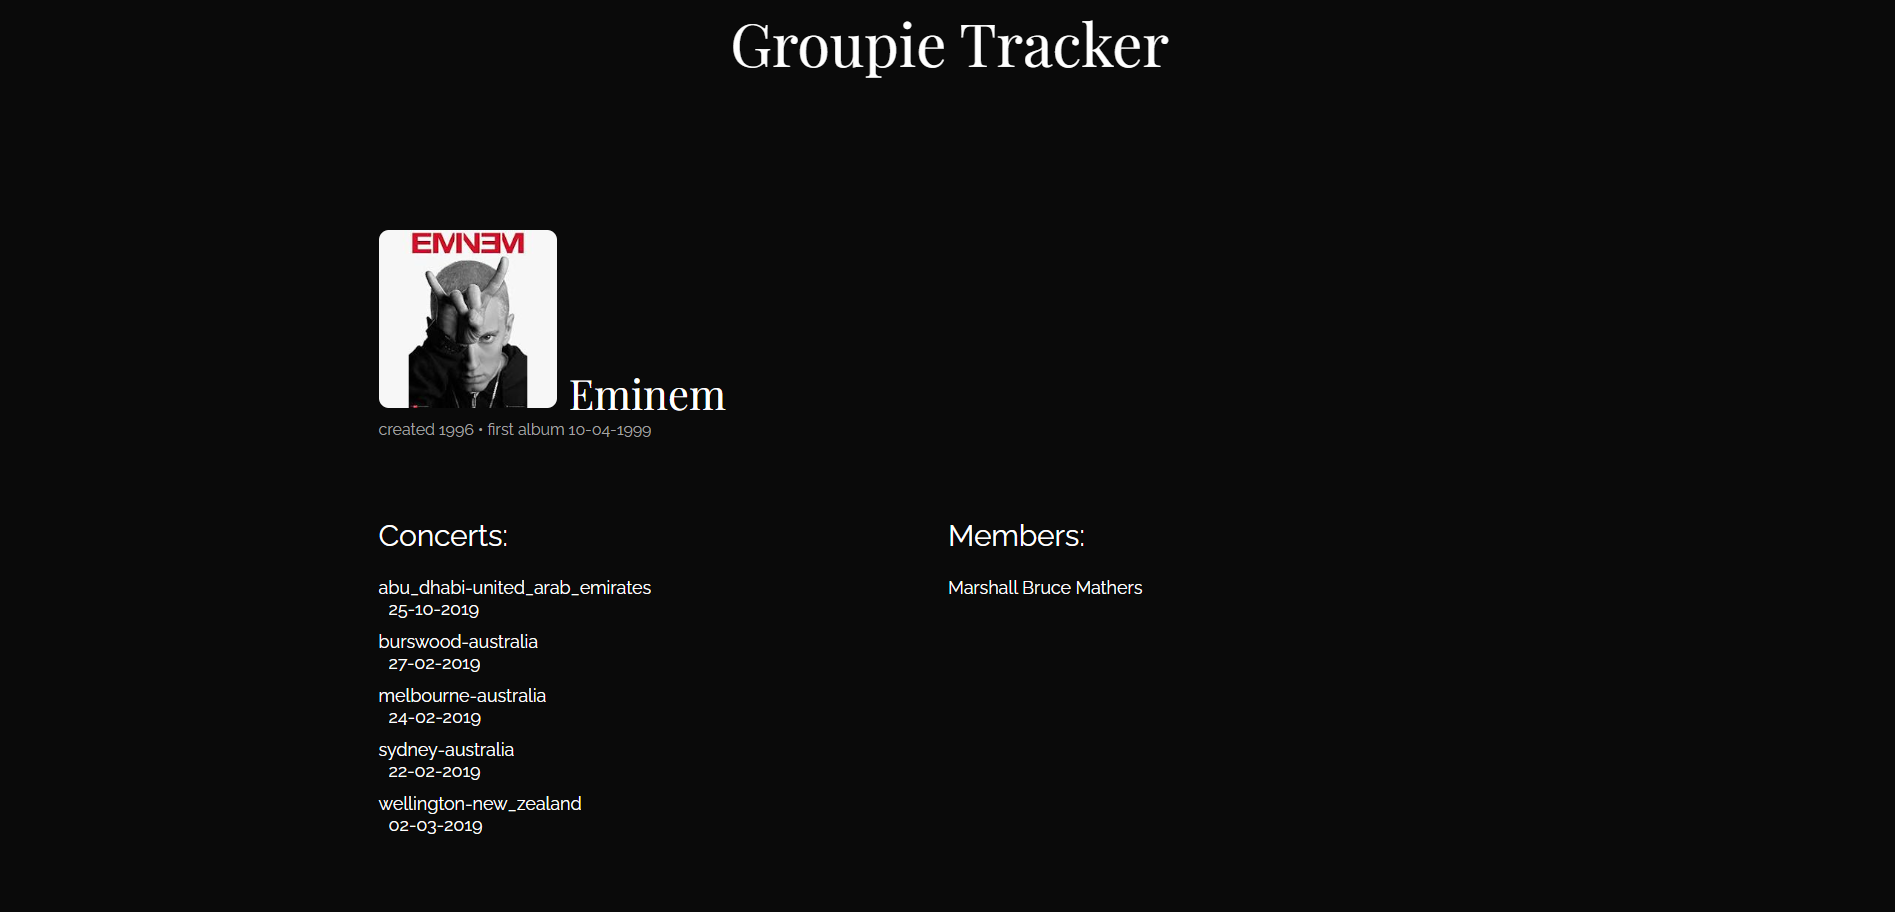 Groupie Tracker
EMINEM
Eminem
created 1996 • first album 10-04-1999
Concerts:
abu_dhabi-united_arab_emirates
25-10-2019
burswood-australia
27-02-2019
melbourne-australia
24-02-2019
sydney-australia
22-02-2019
wellington-new_zealand
02-03-2019
Members:
Marshall Bruce Mathers